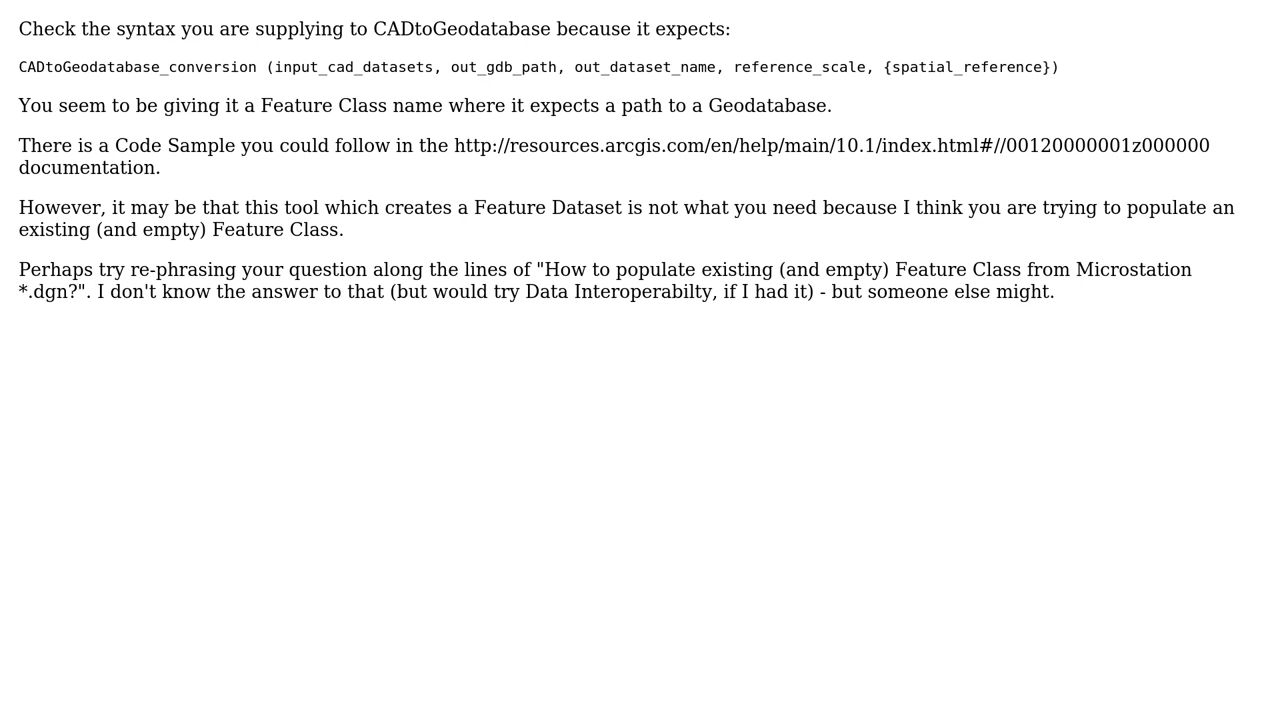 Check the syntax you are supplying to CADtoGeodatabase because it expects:
CADtoGeodatabase_conversion (input_cad_datasets, out_gdb_path, out_dataset_name, reference_scale, {spatial_reference})
You seem to be giving it a Feature Class name where it expects a path to a Geodatabase.
There is a Code Sample you could follow in the http://resources.arcgis.com/en/help/main/10.1/index.html#//00120000001z000000
documentation.
However, it may be that this tool which creates a Feature Dataset is not what you need because I think you are trying to populate an
existing (and empty) Feature Class.
Perhaps try re-phrasing your question along the lines of "How to populate existing (and empty) Feature Class from Microstation
*.dgn?". I don't know the answer to that (but would try Data Interoperabilty, if I had it) - but someone else might.